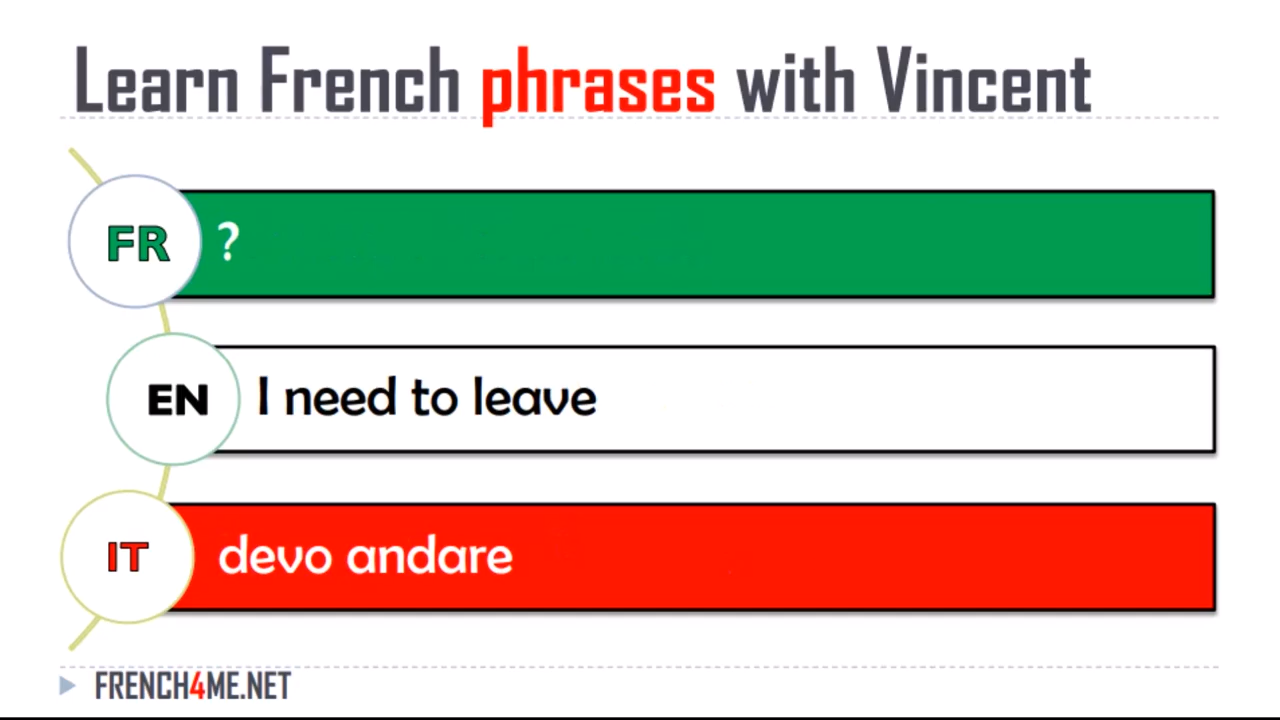 Learn French phrases with Vincent
FR ?
EN I need to leave
IT devo andare
FRENCH4ME.NET